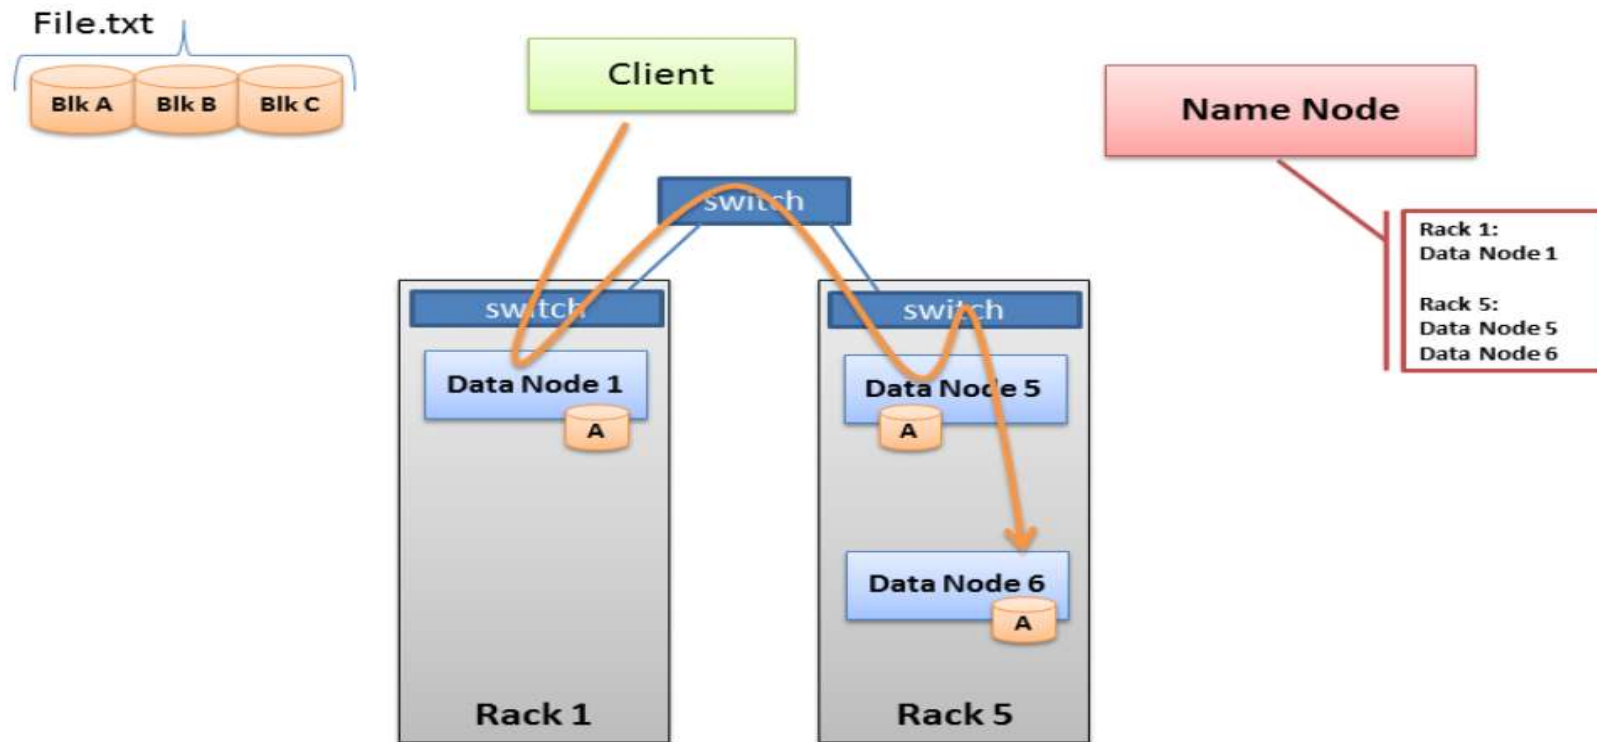 File.txt
Blk A
Blk B
Blk C
Client
Name Node
switch
Rack 1:
Data Node 1
Rack 5:
Data Node 5
Data Node 6
switch
Data Node 1
A
Rack 1
switch
Data Node 5
A
Data Node 6
A
Rack 5